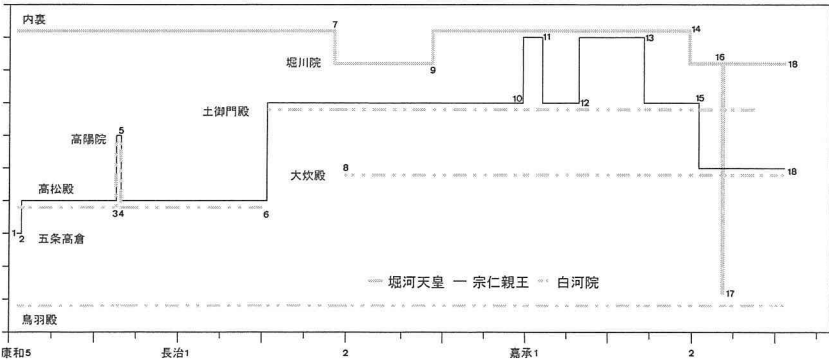 内裏
7
14
堀川院
9
11
13
16
18
土御門殿
10
12
15
高陽院
5
大炊殿
8
18
高松殿
34
6
1
2
五条高倉
堀河天皇 宗仁親王 白河院
17
鳥羽殿
康和5 長治1 2 嘉承1 2